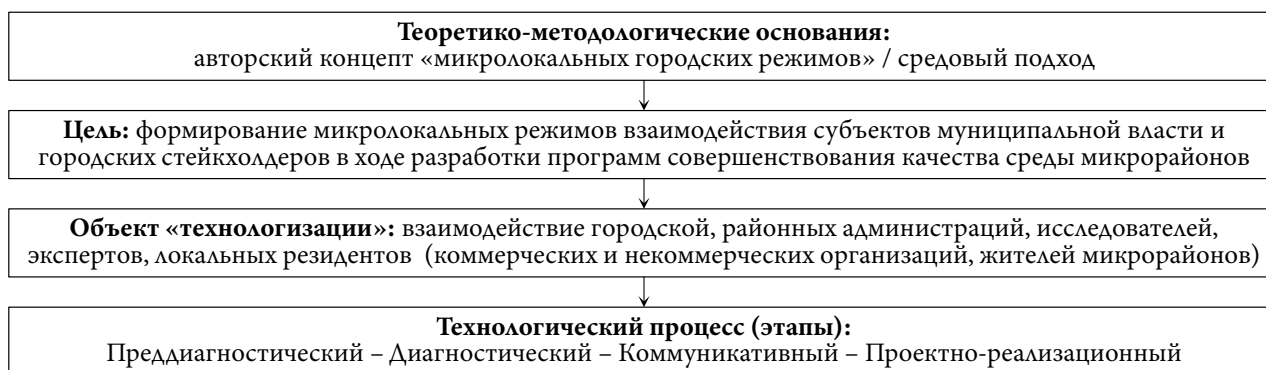 Теоретико-методологические основания:
авторский концепт «микролокальных городских режимов» / средовый подход
Цель: формирование микролокальных режимов взаимодействия субъектов муниципальной власти и
городских стейкхолдеров в ходе разработки программ совершенствования качества среды микрорайонов
Объект «технологизации»: взаимодействие городской, районных администраций, исследователей,
экспертов, локальных резидентов (коммерческих и некоммерческих организаций, жителей микрорайонов)
Технологический процесс (этапы):
Преддиагностический – Диагностический – Коммуникативный – Проектно-реализационный